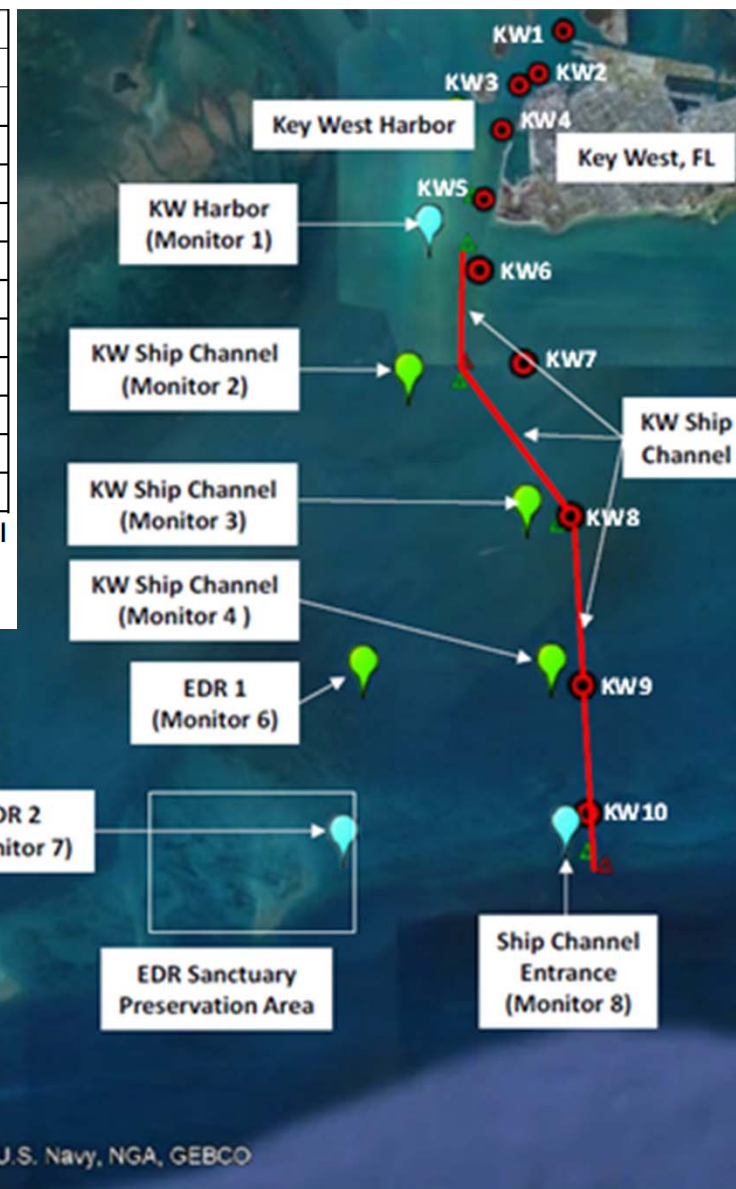 KW1
KW2
KW3
Key West Harbor
KW4
Key West, FL
KW5
KW Harbor
(Monitor 1)
KW6
KW Ship Channel
(Monitor 2)
KW7
KW Ship
Channel
KW Ship Channel
(Monitor 3)
KW8
KW Ship Channel
(Monitor 4 )
EDR 1
(Monitor 6)
KW9
DR 2
nitor 7)
KW10
EDR Sanctuary
Preservation Area
Ship Channel
Entrance
(Monitor 8)
U.S. Navy, NGA, GEBCO